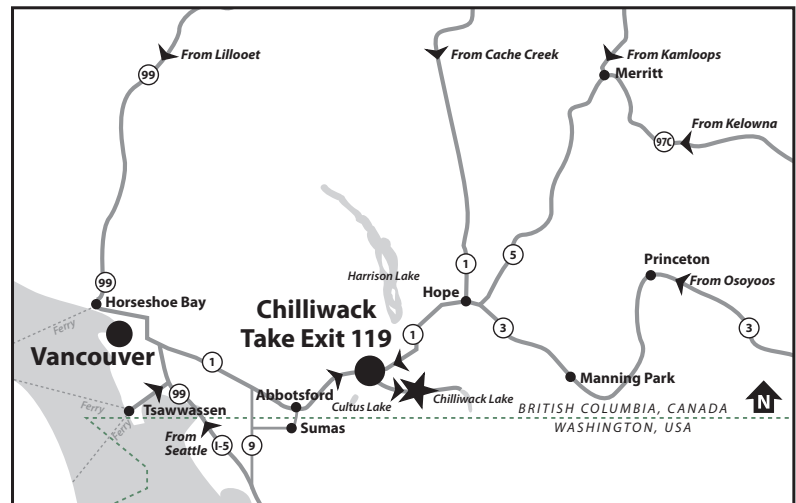 From Lillooet
From Cache Creek
From Kamloops
99
Merritt
From Kelowna
97C
Princeton
1
5
Harrison Lake
From Osoyoos
99
Hope
Horseshoe Bay
Chilliwack
Take Exit 119
Ferry
1
3
3
Vancouver
1
Manning Park
99
Abbotsford
Chilliwack Lake
N
Ferry
Tsawwassen
Cultus Lake
BRITISH COLUMBIA, CANADA
Ferry
Sumas
WASHINGTON, USA
From
Seattle
I-5
9